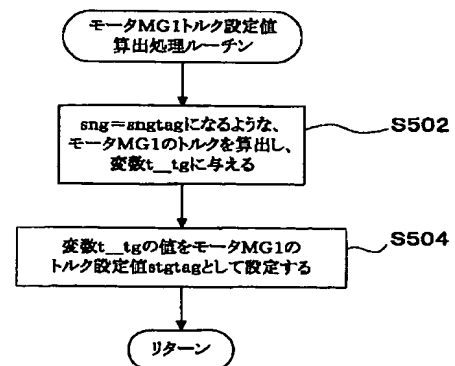 モータMG1トルク設定値
算出処理ルーチン
sng=sngtagになるような、
モータMG1のトルクを算出し、
変数t__tgに与える
S502
変数t__tgの値をモータMG1の
トルク設定値stgtagとして設定する
S504
リターン